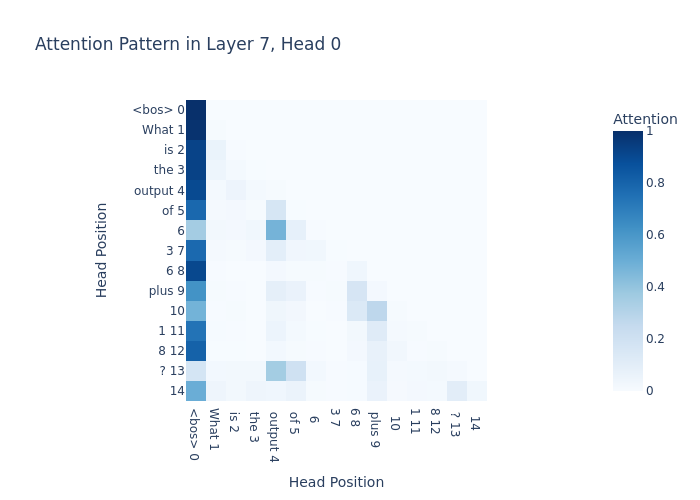 Attention Pattern in Layer 7, Head 0
Attention
<bos> 0
What 1
is 2
the 3
output 4
of 5
6
3 7
6 8
plus 9
10
1 11
8 12
? 13
14
Head Position
<bos> 0
What 1
is 2
the 3
output 4
of 5
6
3 7
6 8
plus 9
10
1 11
8 12
? 13
14
Head Position
1
0.8
0.6
0.4
0.2
0